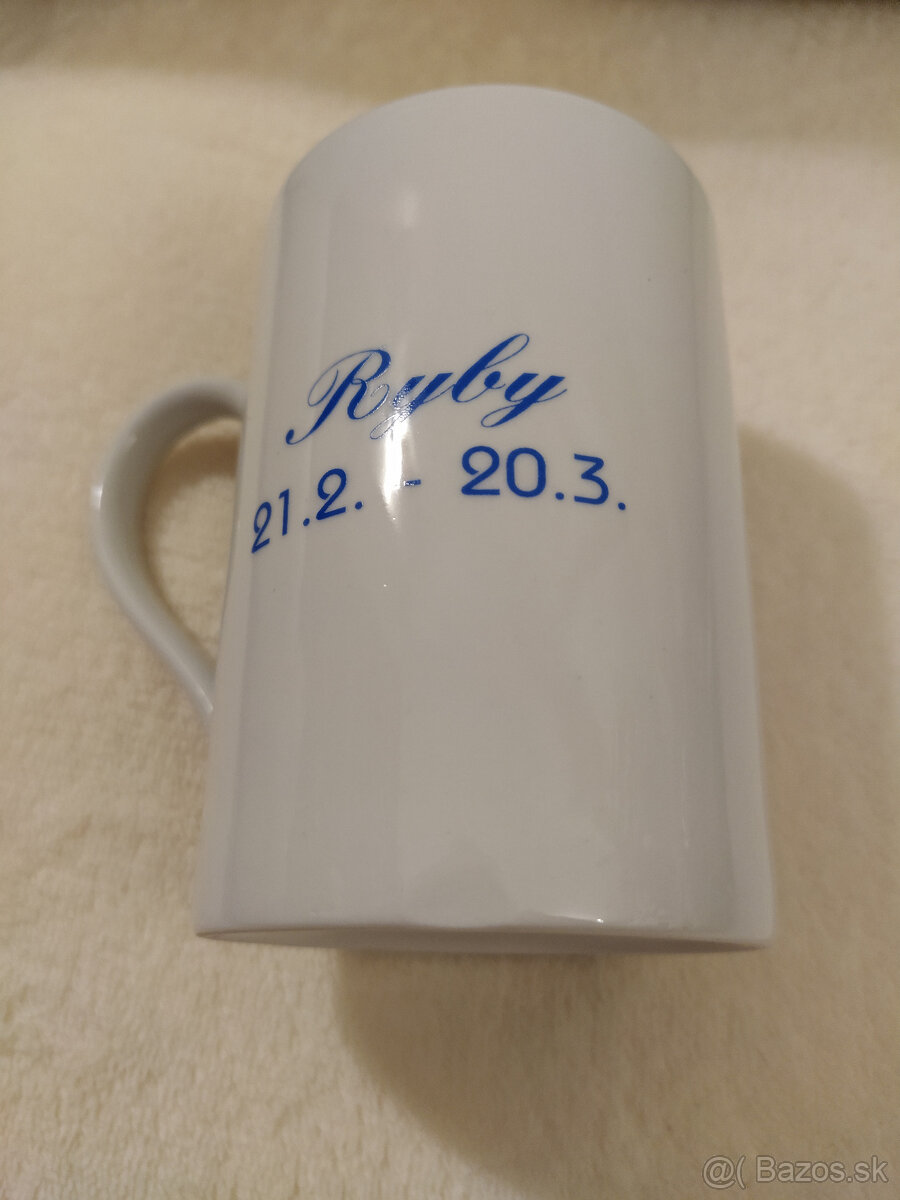 Ryby
21.2. - 20.3.
@( Bazos.sk